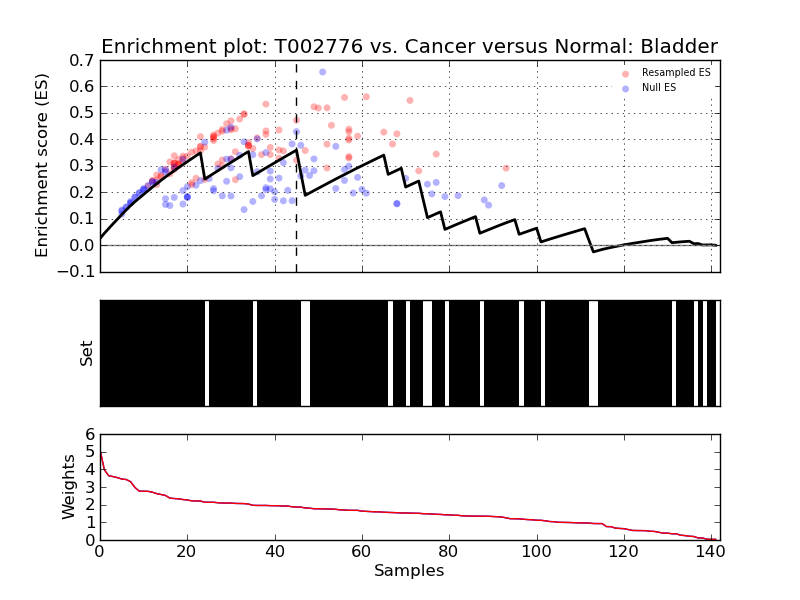 Enrichment plot: T002776 vs. Cancer versus Normal: Bladder
0.7
0.6
0.5
0.4
0.3
0.2
0.1
0.0
−0.1
Enrichment score (ES)
Resampled ES
Null ES
Set
6
5
4
3
2
1
0
Weights
0 20 40 60 80 100 120 140
Samples